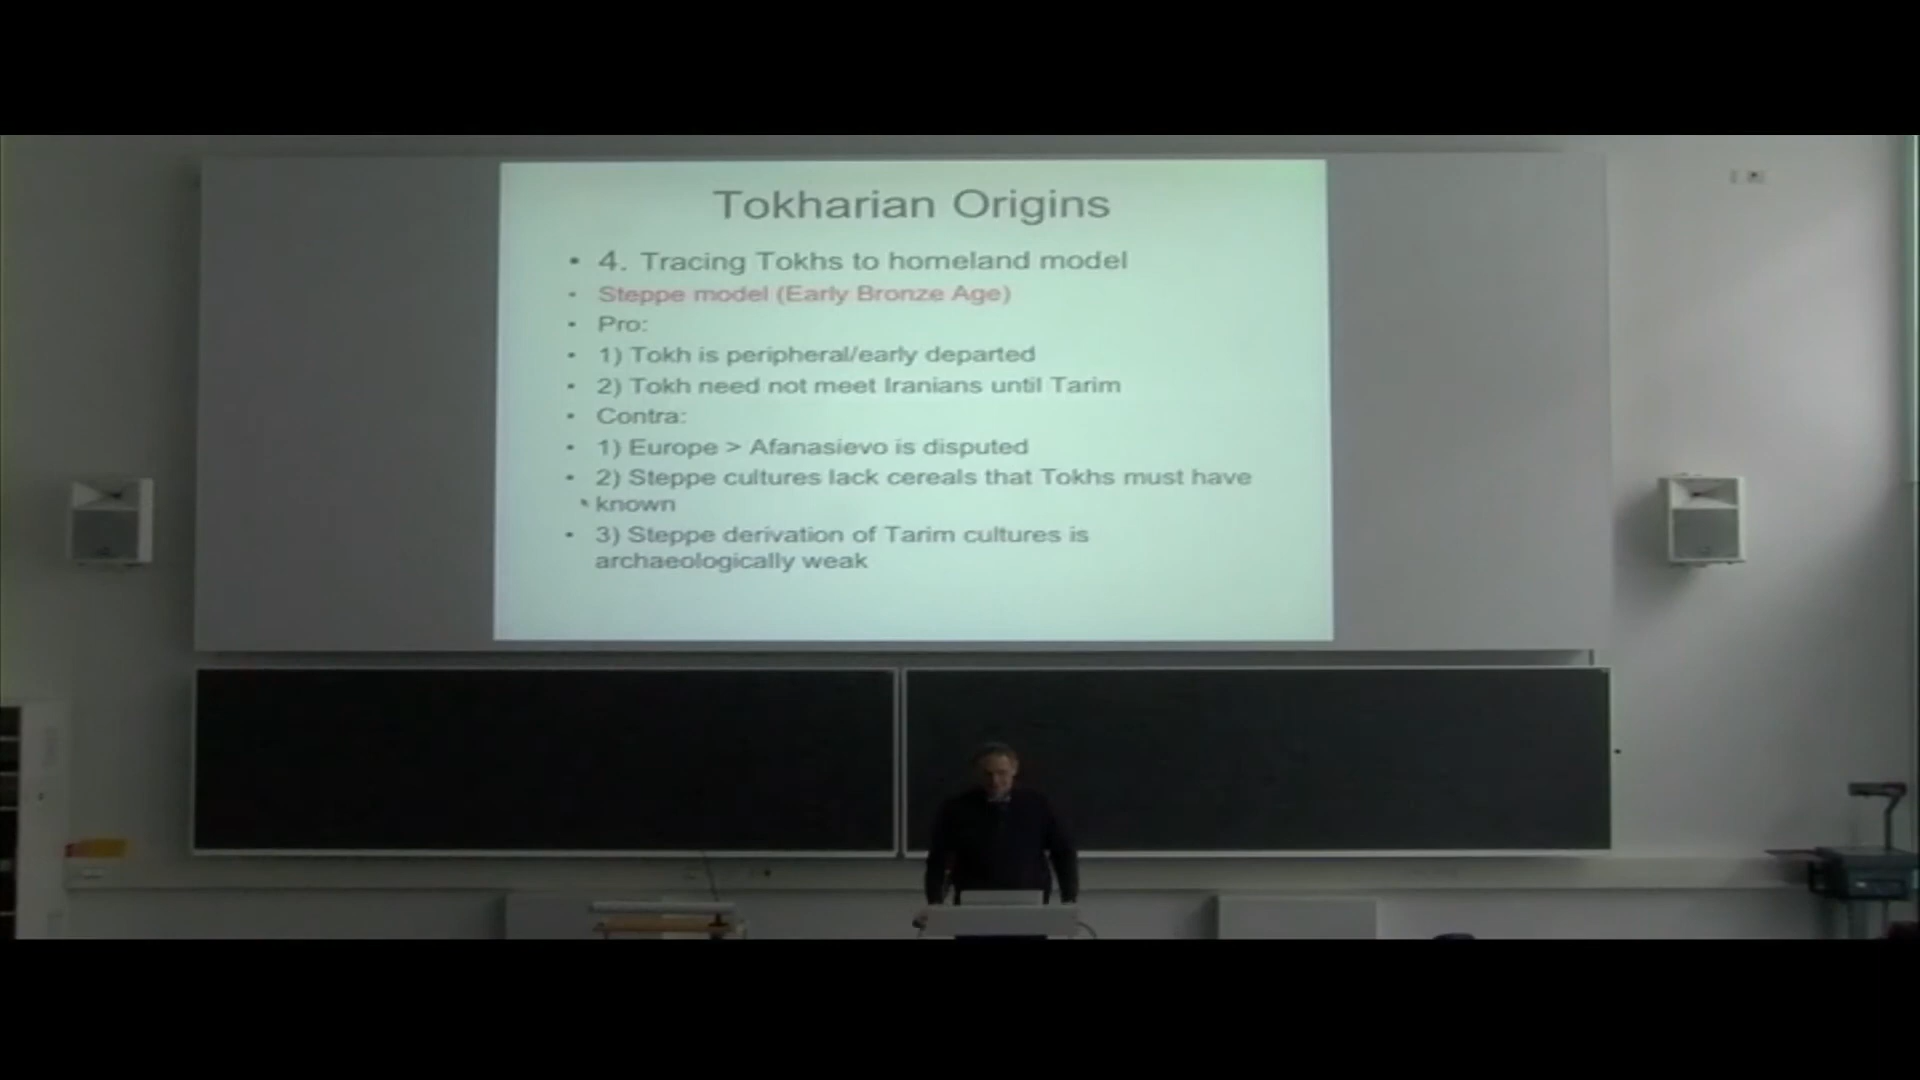 Tokharian Origins
• 4. Tracing Tokhs to homeland model
• Steppe model (Early Bronze Age)
• Pro:
• 1) Tokh is peripheral/early departed
• 2) Tokh need not meet Iranians until Tarim
• Contra:
• 1) Europe > Afanasievo is disputed
• 2) Steppe cultures lack cereals that Tokhs must have
• known
• 3) Steppe derivation of Tarim cultures is
archaeologically weak